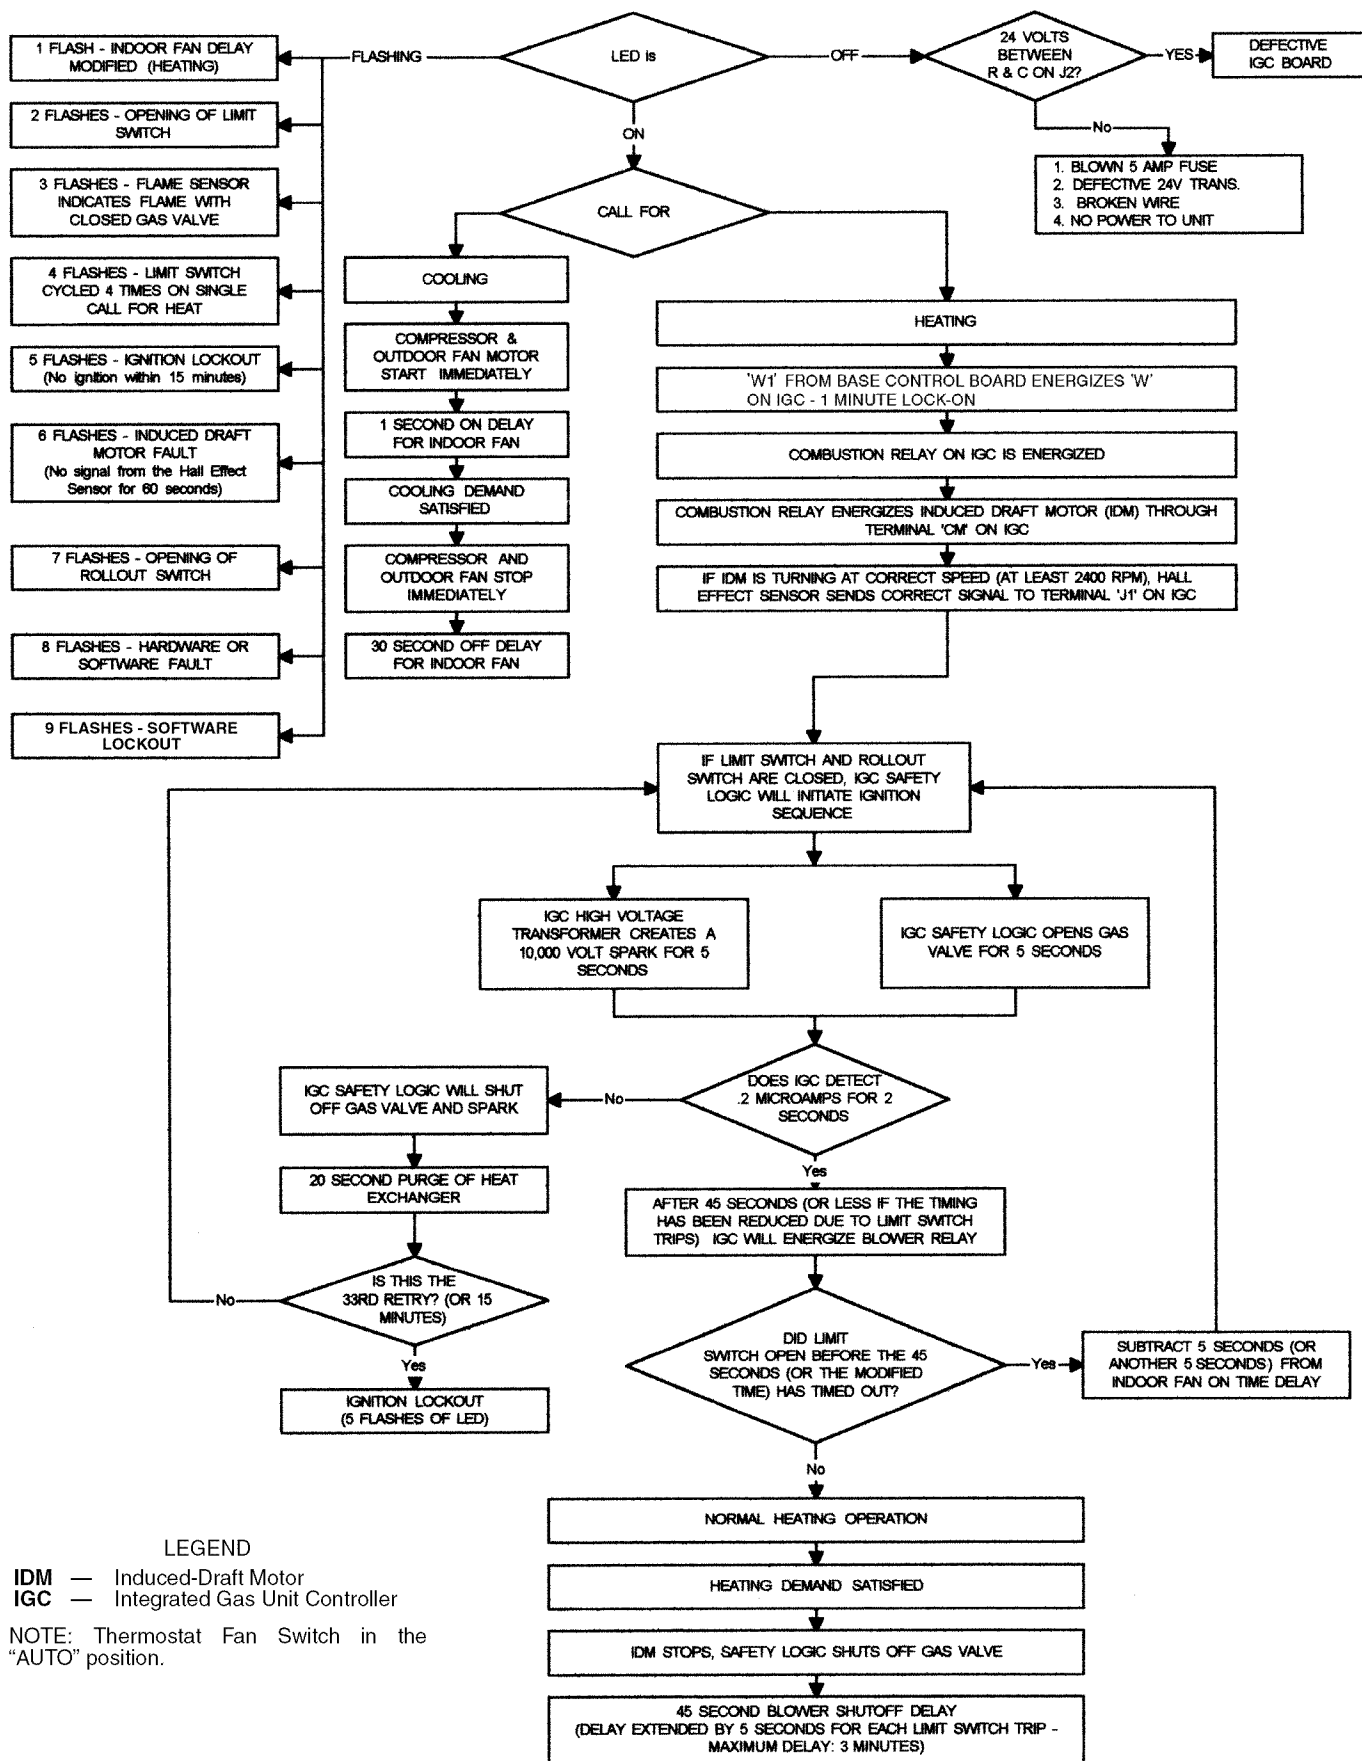 LED is
FLASHING
OFF
ON
24 VOLTS
BETWEEN
R & C ON J2?
YES
DEFECTIVE
IGC BOARD
No
1. BLOWN 5 AMP FUSE
2. DEFECTIVE 24V TRANS.
3. BROKEN WIRE
4. NO POWER TO UNIT
1 FLASH - INDOOR FAN DELAY
MODIFIED (HEATING)
2 FLASHES - OPENING OF LIMIT
SWITCH
3 FLASHES - FLAME SENSOR
INDICATES FLAME WITH
CLOSED GAS VALVE
4 FLASHES - LIMIT SWITCH
CYCLED 4 TIMES ON SINGLE
CALL FOR HEAT
5 FLASHES - IGNITION LOCKOUT
(No ignition within 15 minutes)
6 FLASHES - INDUCED DRAFT
MOTOR FAULT
(No signal from the Hall Effect
Sensor for 60 seconds)
7 FLASHES - OPENING OF
ROLLOUT SWITCH
8 FLASHES - HARDWARE OR
SOFTWARE FAULT
9 FLASHES - SOFTWARE
LOCKOUT
CALL FOR
COOLING
COMPRESSOR &
OUTDOOR FAN MOTOR
START IMMEDIATELY
1 SECOND ON DELAY
FOR INDOOR FAN
COOLING DEMAND
SATISFIED
COMPRESSOR AND
OUTDOOR FAN STOP
IMMEDIATELY
30 SECOND OFF DELAY
FOR INDOOR FAN
HEATING
'W1' FROM BASE CONTROL BOARD ENERGIZES 'W'
ON IGC - 1 MINUTE LOCK-ON
COMBUSTION RELAY ON IGC IS ENERGIZED
COMBUSTION RELAY ENERGIZES INDUCED DRAFT MOTOR (IDM) THROUGH
TERMINAL 'CM' ON IGC
IF IDM IS TURNING AT CORRECT SPEED (AT LEAST 2400 RPM), HALL
EFFECT SENSOR SENDS CORRECT SIGNAL TO TERMINAL 'J1' ON IGC
IF LIMIT SWITCH AND ROLLOUT
SWITCH ARE CLOSED, IGC SAFETY
LOGIC WILL INITIATE IGNITION
SEQUENCE
IGC HIGH VOLTAGE
TRANSFORMER CREATES A
10,000 VOLT SPARK FOR 5
SECONDS
IGC SAFETY LOGIC OPENS GAS
VALVE FOR 5 SECONDS
DOES IGC DETECT
.2 MICROAMPS FOR 2
SECONDS
No
IGC SAFETY LOGIC WILL SHUT
OFF GAS VALVE AND SPARK
20 SECOND PURGE OF HEAT
EXCHANGER
IS THIS THE
33RD RETRY? (OR 15
MINUTES)
No
Yes
IGNITION LOCKOUT
(5 FLASHES OF LED)
Yes
AFTER 45 SECONDS (OR LESS IF THE TIMING
HAS BEEN REDUCED DUE TO LIMIT SWITCH
TRIPS) IGC WILL ENERGIZE BLOWER RELAY
DID LIMIT
SWITCH OPEN BEFORE THE 45
SECONDS (OR THE MODIFIED
TIME) HAS TIMED OUT?
Yes
SUBTRACT 5 SECONDS (OR
ANOTHER 5 SECONDS) FROM
INDOOR FAN ON TIME DELAY
No
NORMAL HEATING OPERATION
HEATING DEMAND SATISFIED
IDM STOPS, SAFETY LOGIC SHUTS OFF GAS VALVE
45 SECOND BLOWER SHUTOFF DELAY
(DELAY EXTENDED BY 5 SECONDS FOR EACH LIMIT SWITCH TRIP -
MAXIMUM DELAY: 3 MINUTES)
LEGEND
IDM — Induced-Draft Motor
IGC — Integrated Gas Unit Controller
NOTE: Thermostat Fan Switch in the
“AUTO” position.